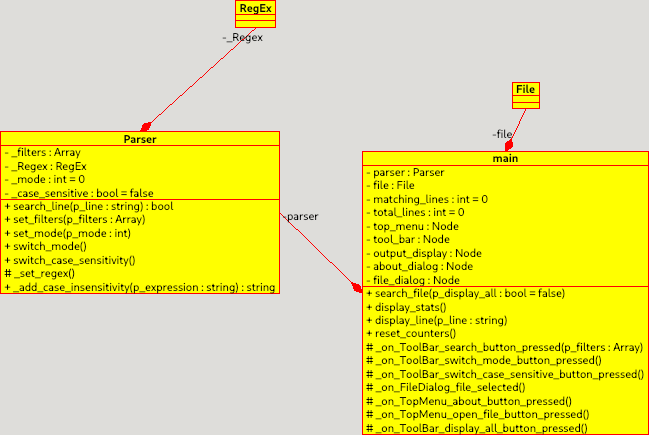 RegEx
-_Regex
File
-file
Parser
- _filters : Array
- _Regex : RegEx
- _mode : int = 0
- _case_sensitive : bool = false
+ search_line(p_line : string) : bool
+ set_filters(p_filters : Array)
+ set_mode(p_mode : int)
+ switch_mode()
+ switch_case_sensitivity()
# _set_regex()
+ _add_case_insensitivity(p_expression : string) : string
-parser
main
- parser : Parser
- file : File
- matching_lines : int = 0
- total_lines : int = 0
- top_menu : Node
- tool_bar : Node
- output_display : Node
- about_dialog : Node
- file_dialog : Node
+ search_file(p_display_all : bool = false)
+ display_stats()
+ display_line(p_line : string)
+ reset_counters()
# _on_ToolBar_search_button_pressed(p_filters : Array)
# _on_ToolBar_switch_mode_button_pressed()
# _on_ToolBar_switch_case_sensitive_button_pressed()
# _on_FileDialog_file_selected()
# _on_TopMenu_about_button_pressed()
# _on_TopMenu_open_file_button_pressed()
# _on_ToolBar_display_all_button_pressed()